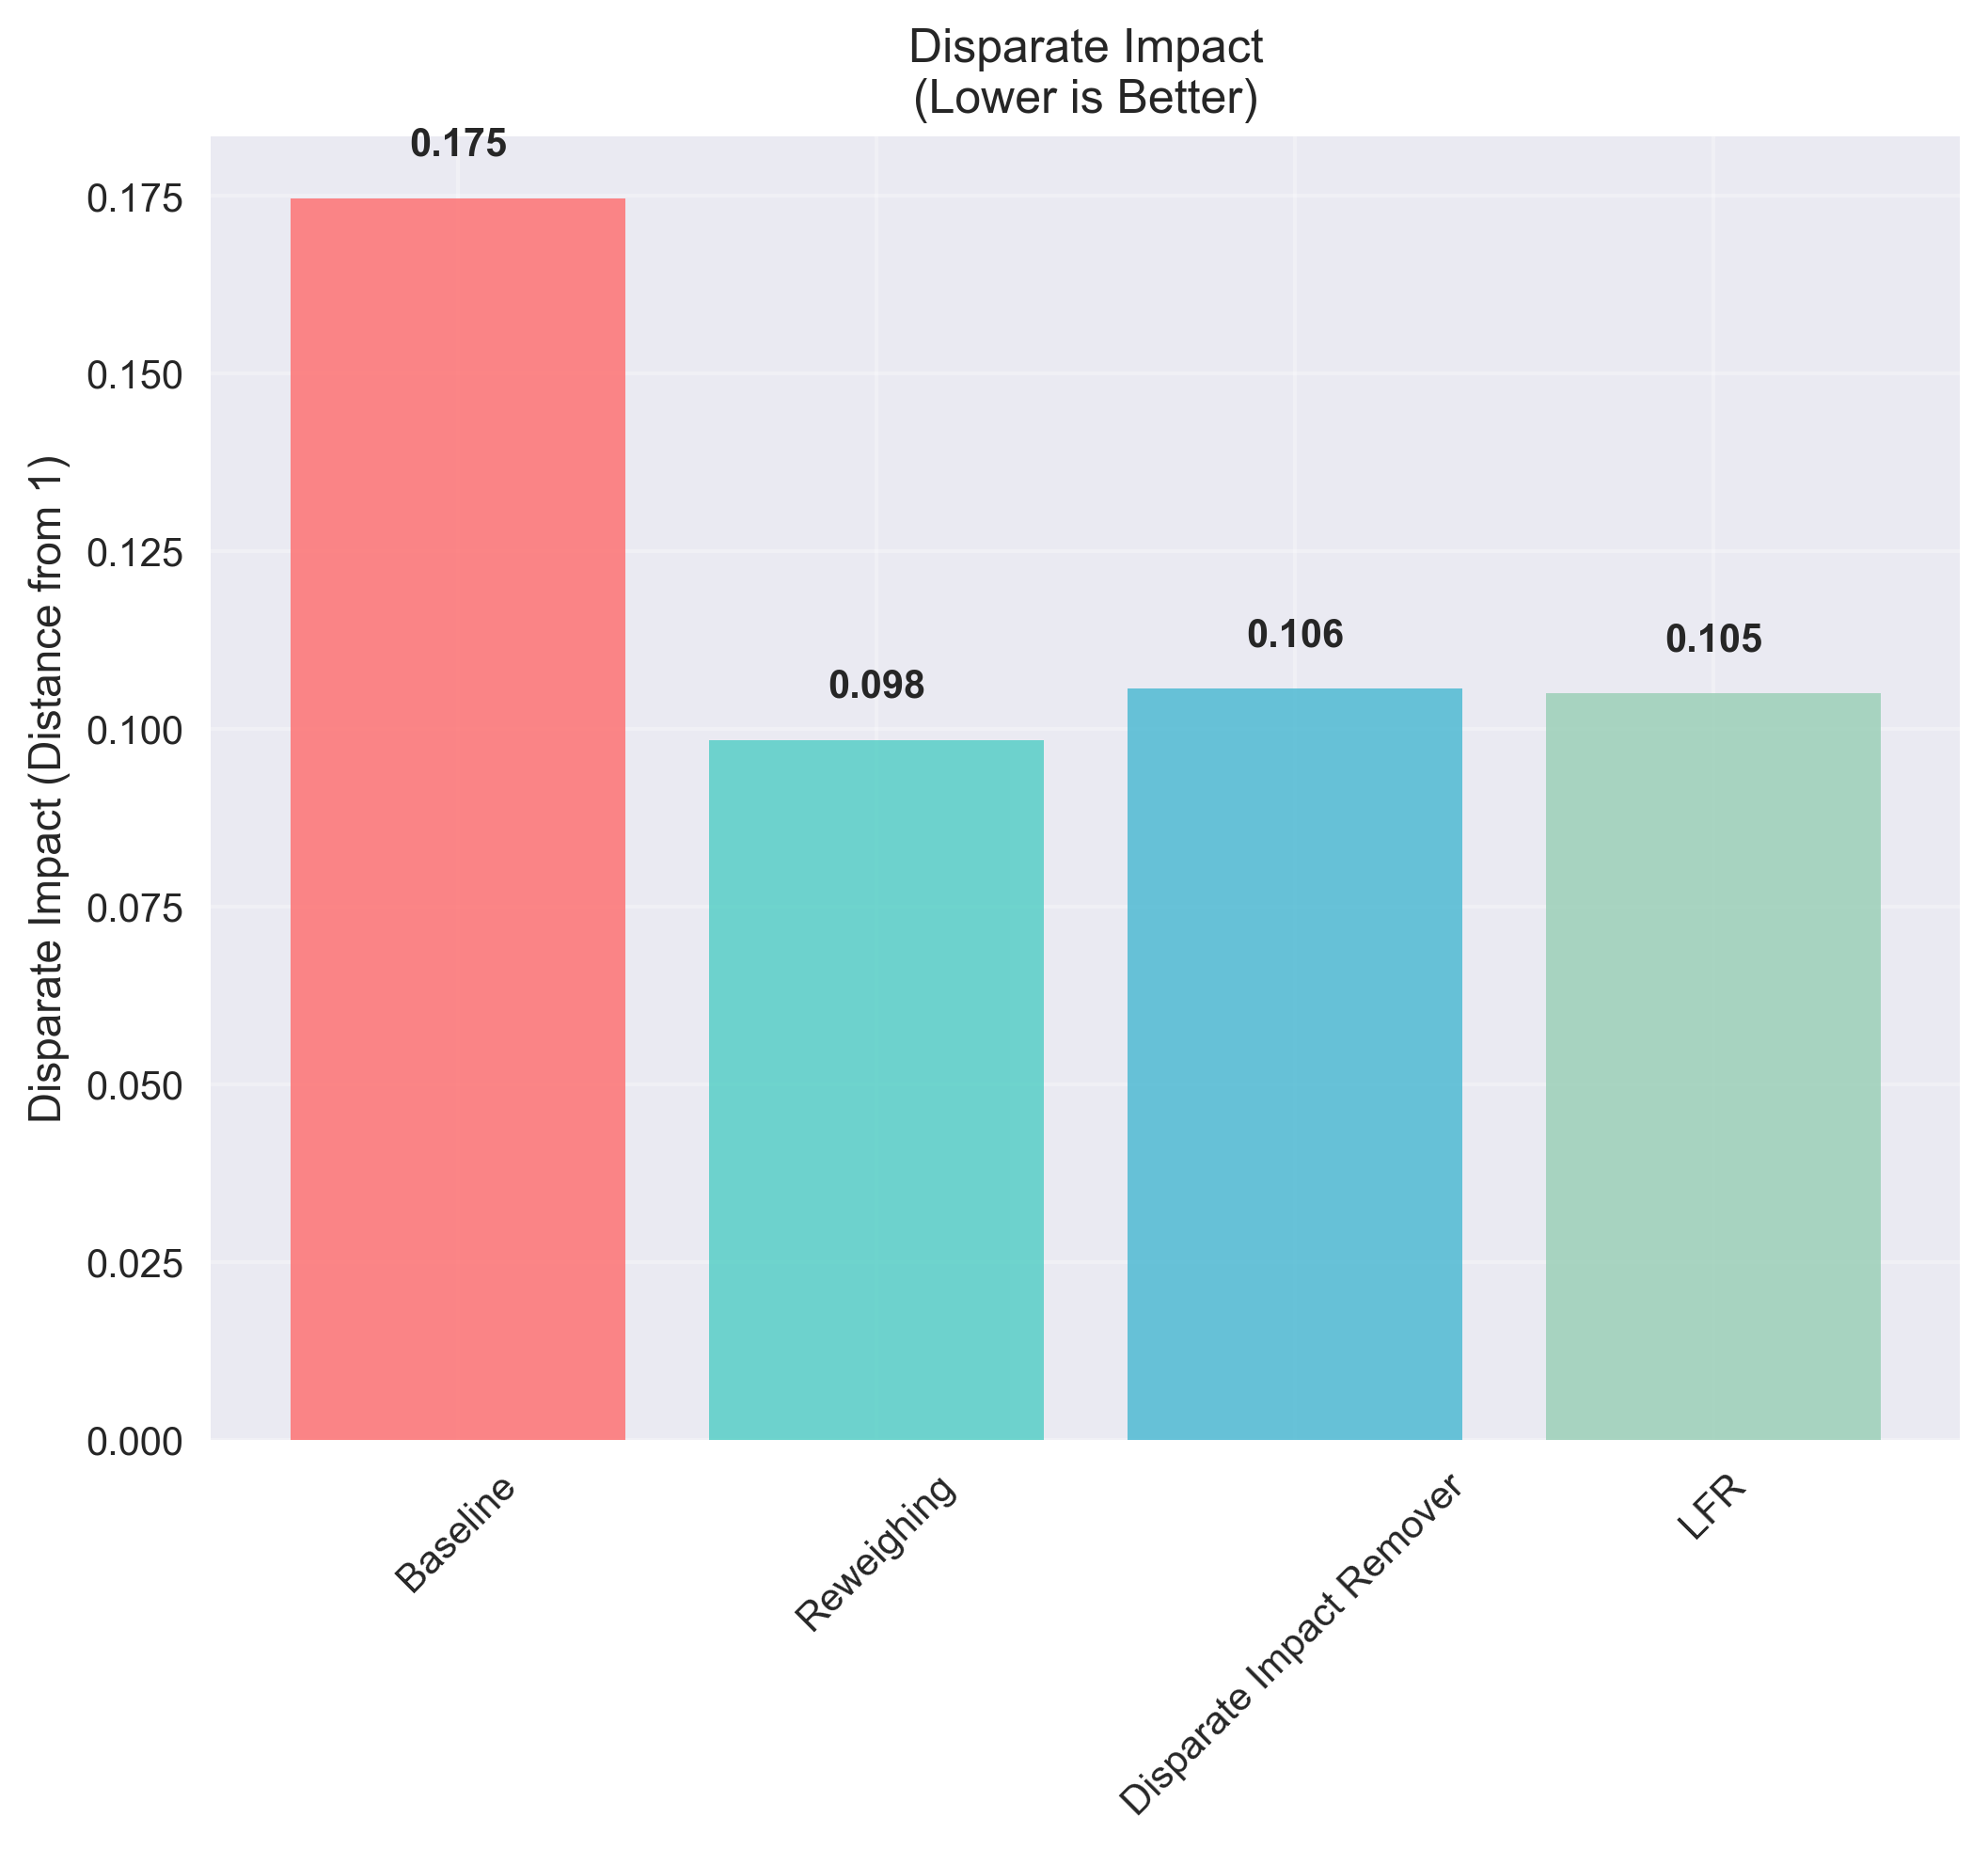 Disparate Impact
(Lower is Better)
Disparate Impact (Distance from 1)
0.175
0.150
0.125
0.100
0.075
0.050
0.025
0.000
0.175
0.098
0.106
0.105
Baseline
Reweighing
Disparate Impact Remover
LFR